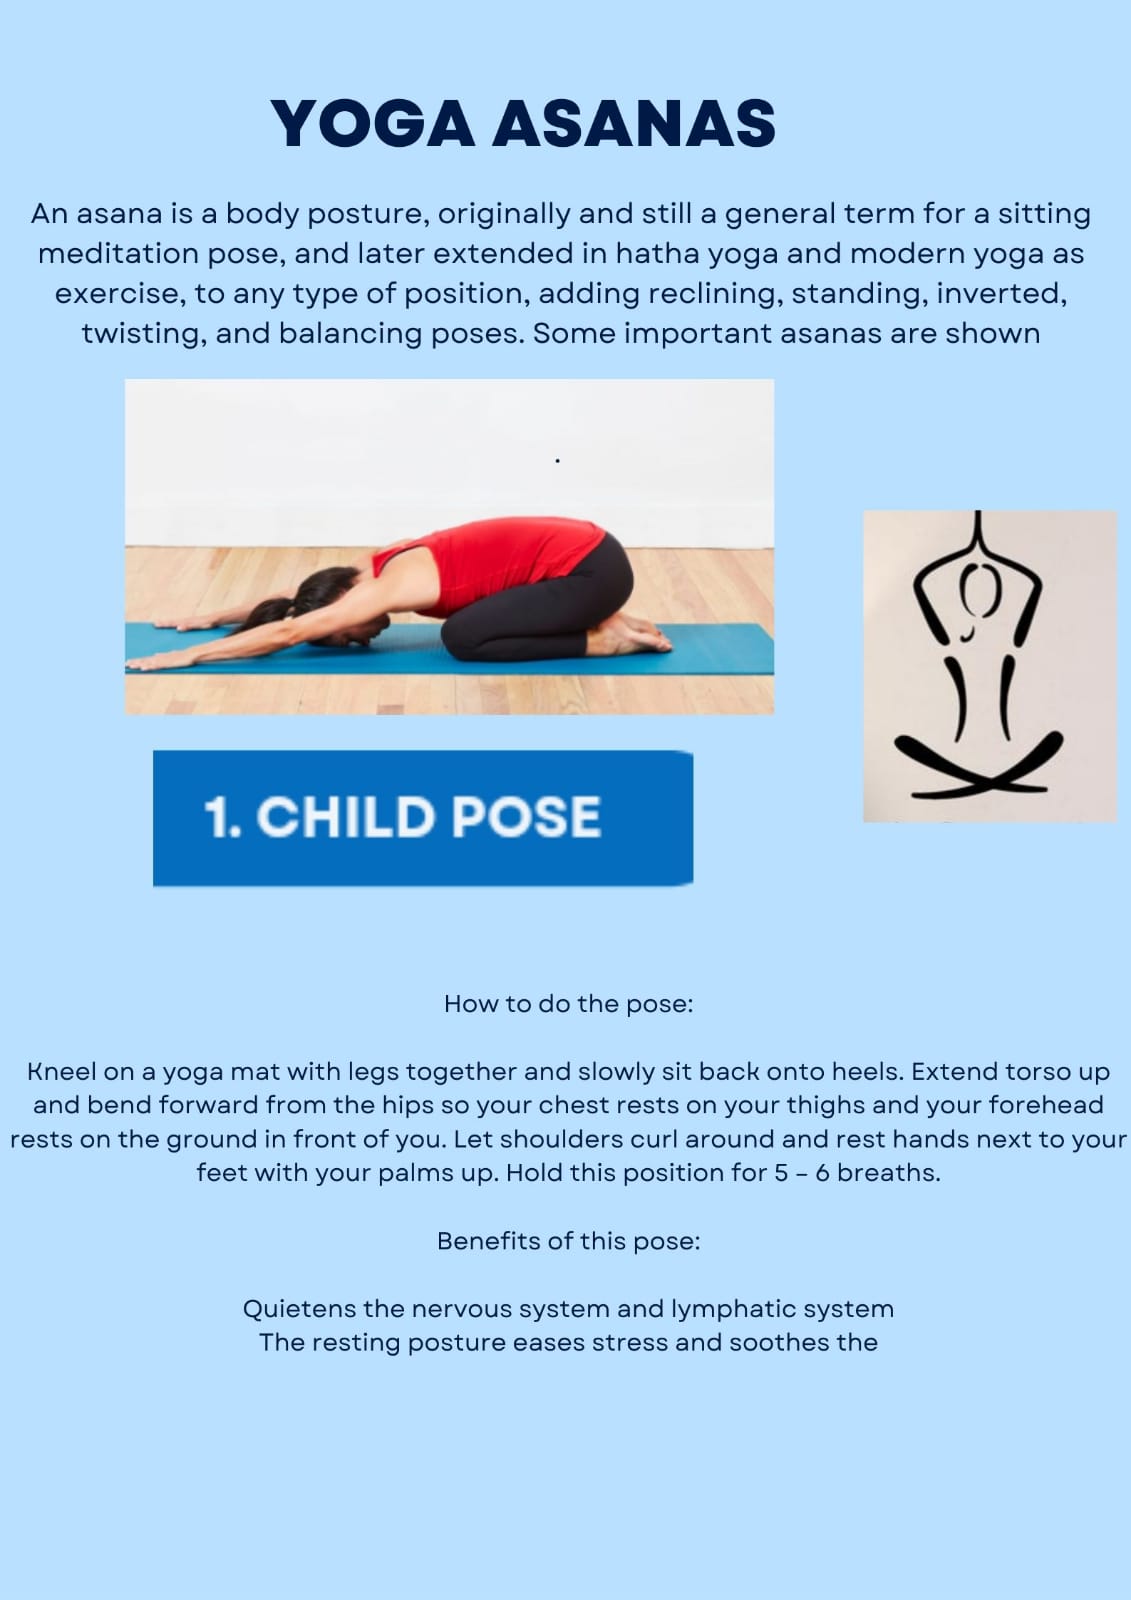 YOGA ASANAS
An asana is a body posture, originally and still a general term for a sitting
meditation pose, and later extended in hatha yoga and modern yoga as
exercise, to any type of position, adding reclining, standing, inverted,
twisting, and balancing poses. Some important asanas are shown
.
1. CHILD POSE
How to do the pose:
Kneel on a yoga mat with legs together and slowly sit back onto heels. Extend torso up
and bend forward from the hips so your chest rests on your thighs and your forehead
rests on the ground in front of you. Let shoulders curl around and rest hands next to your
feet with your palms up. Hold this position for 5 – 6 breaths.
Benefits of this pose:
Quietens the nervous system and lymphatic system
The resting posture eases stress and soothes the